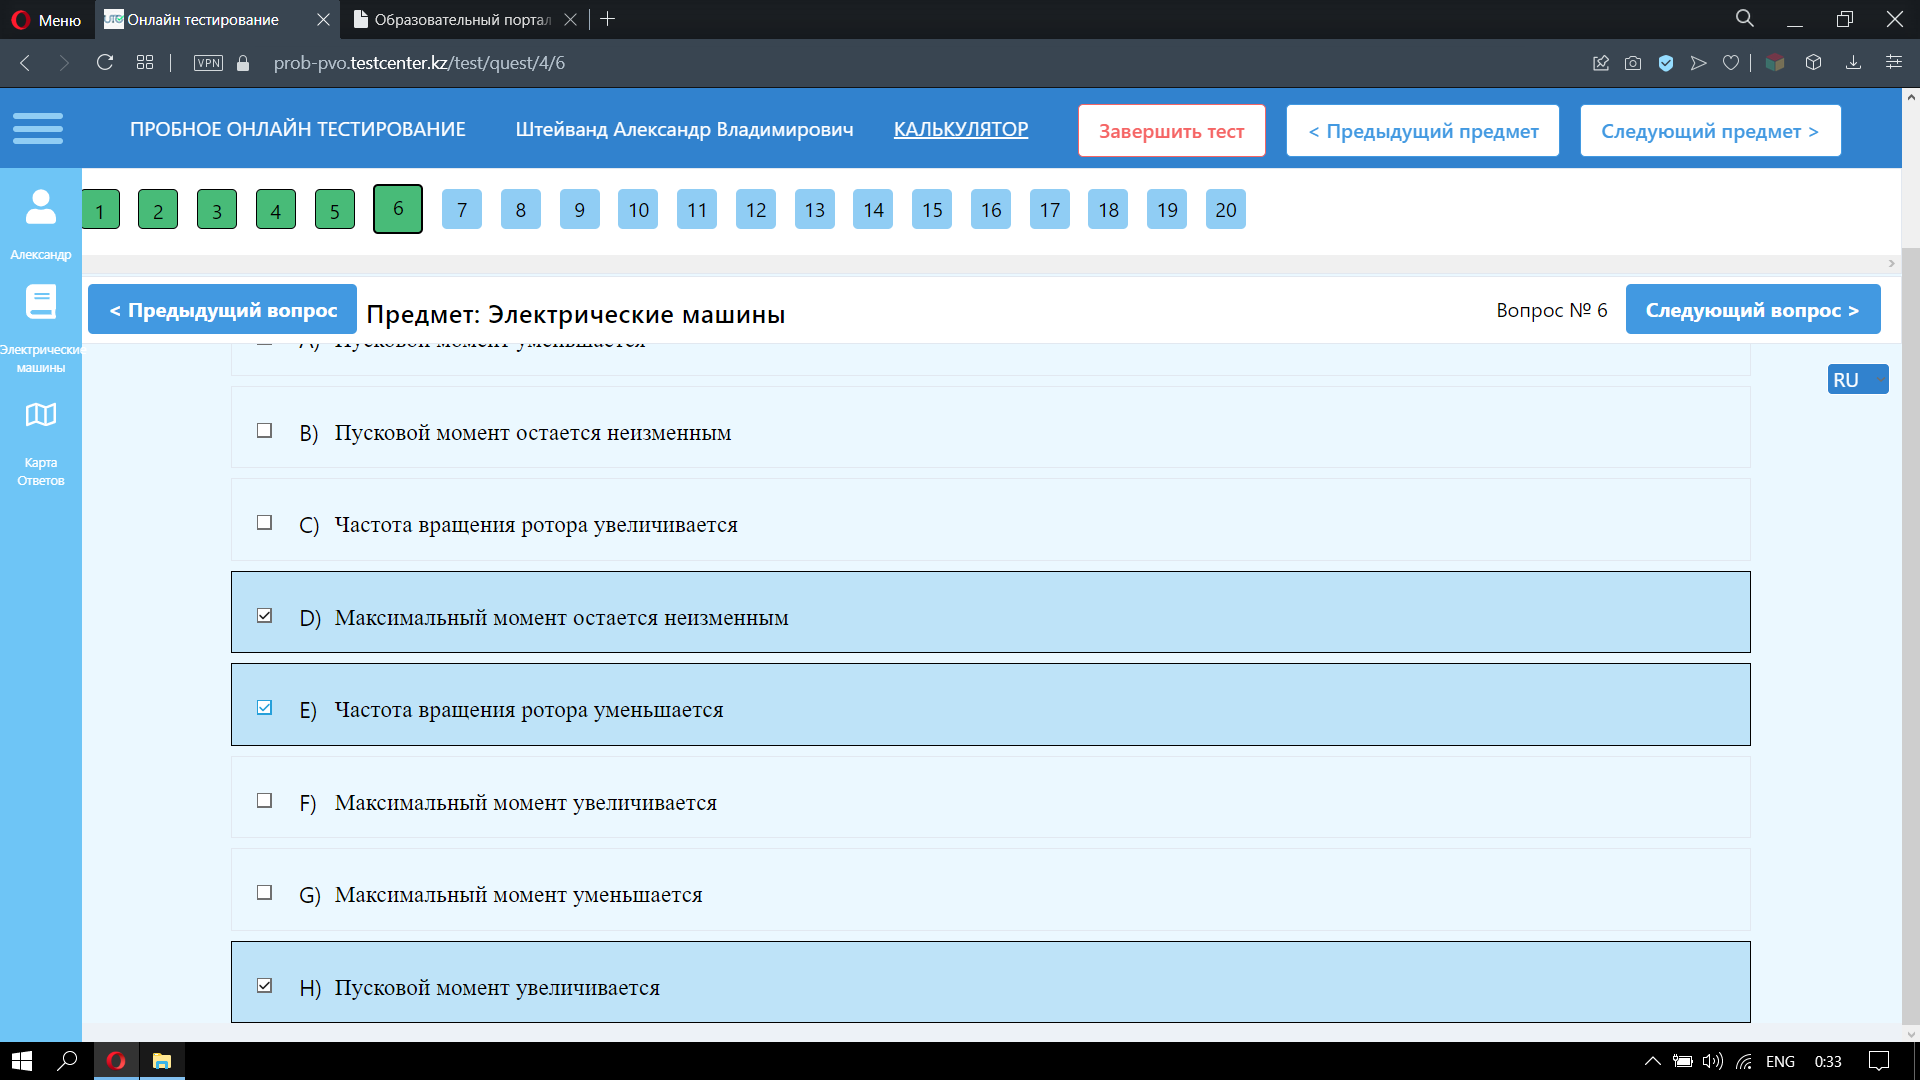 Меню
Онлайн тестирование
Образовательный портал
VPN
prob-pvo.testcenter.kz/test/quest/4/6
ПРОБНОЕ ОНЛАЙН ТЕСТИРОВАНИЕ
Штейванд Александр Владимирович
КАЛЬКУЛЯТОР
Завершить тест
< Предыдущий предмет
Следующий предмет >
1 2 3 4 5 6 7 8 9 10 11 12 13 14 15 16 17 18 19 20
Александр
Электрические
машины
Карта
Ответов
< Предыдущий вопрос
Предмет: Электрические машины
Вопрос № 6
Следующий вопрос >
RU
A) Пусковой момент уменьшается
B) Пусковой момент остается неизменным
C) Частота вращения ротора увеличивается
D) Максимальный момент остается неизменным
E) Частота вращения ротора уменьшается
F) Максимальный момент увеличивается
G) Максимальный момент уменьшается
H) Пусковой момент увеличивается
ENG
0:33